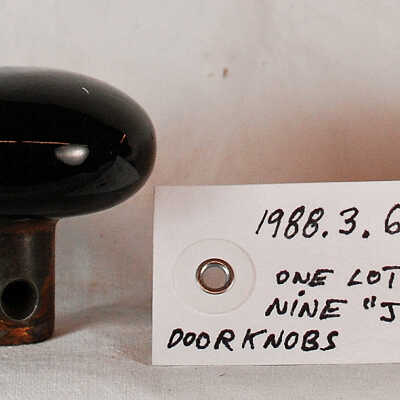 1988.3.6
ONE LOT
NINE "J
DOORKNOBS